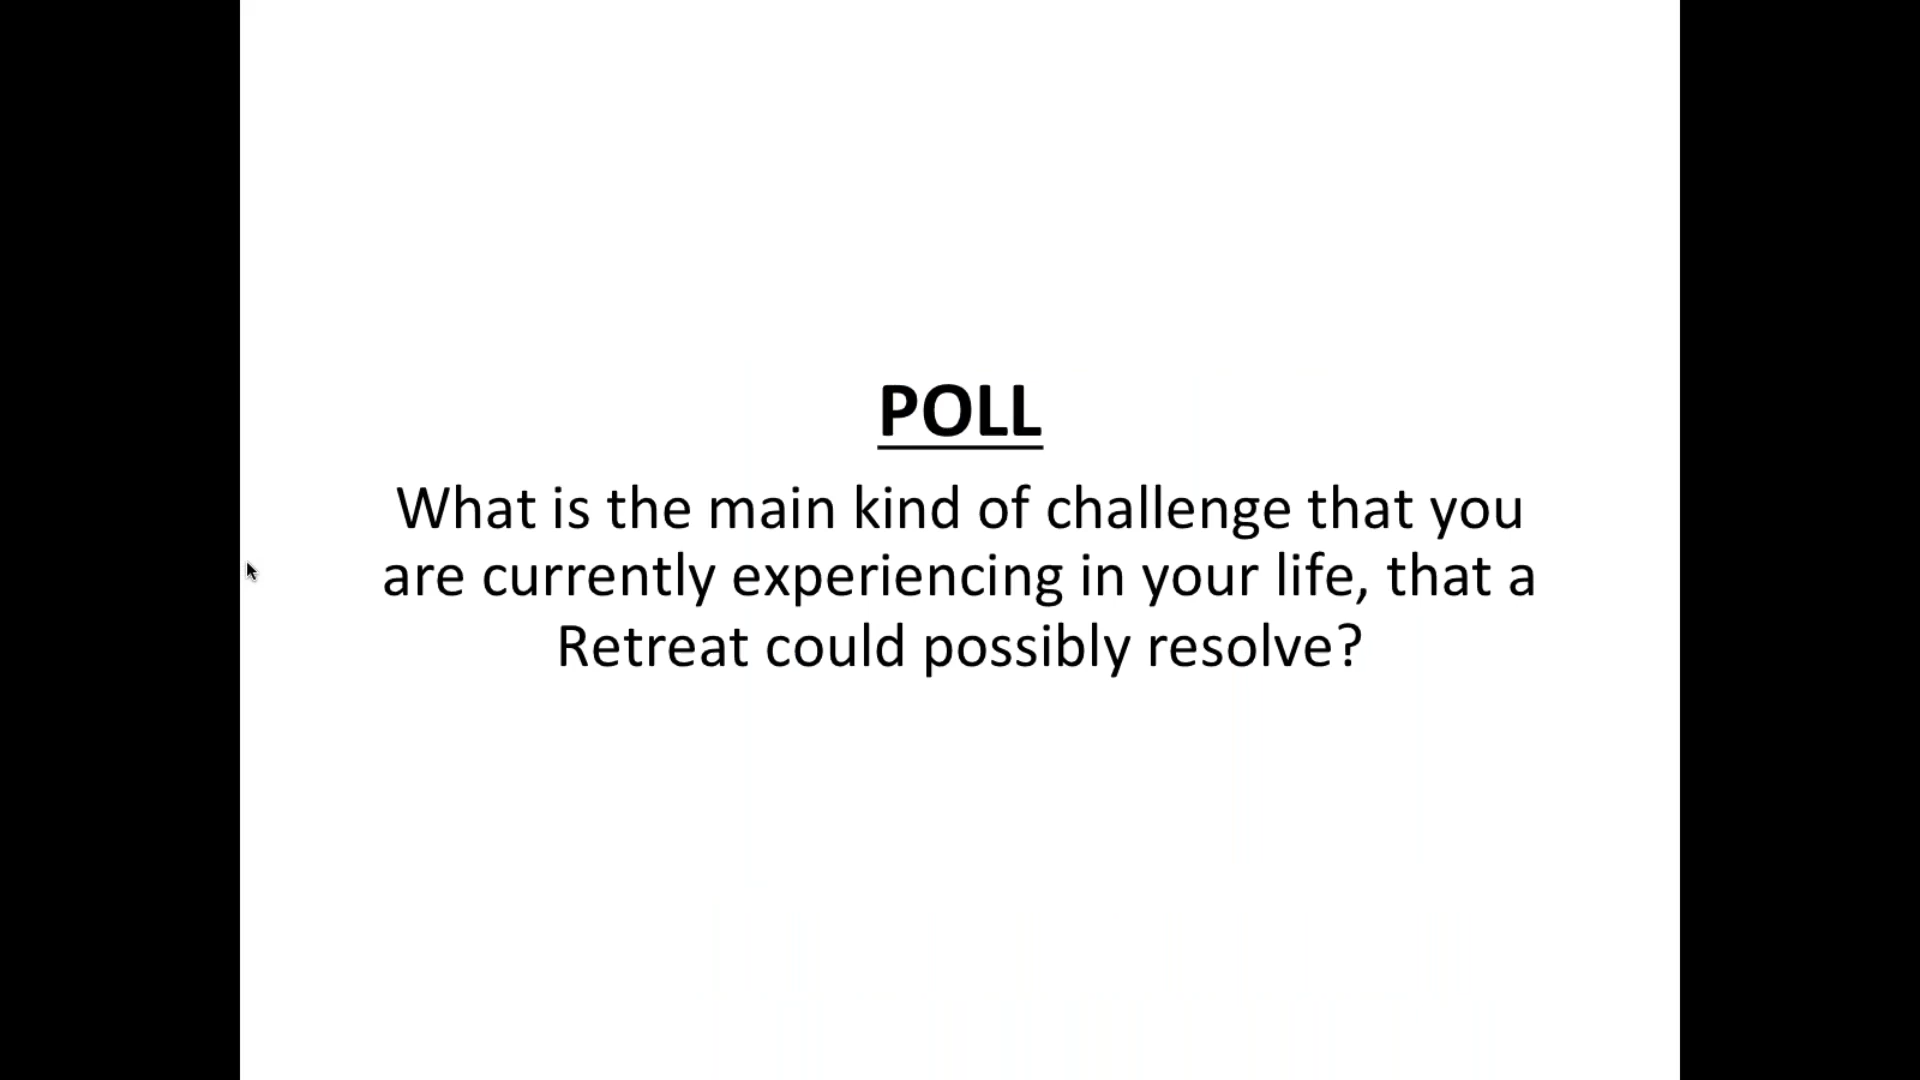 POLL
What is the main kind of challenge that you
are currently experiencing in your life, that a
Retreat could possibly resolve?